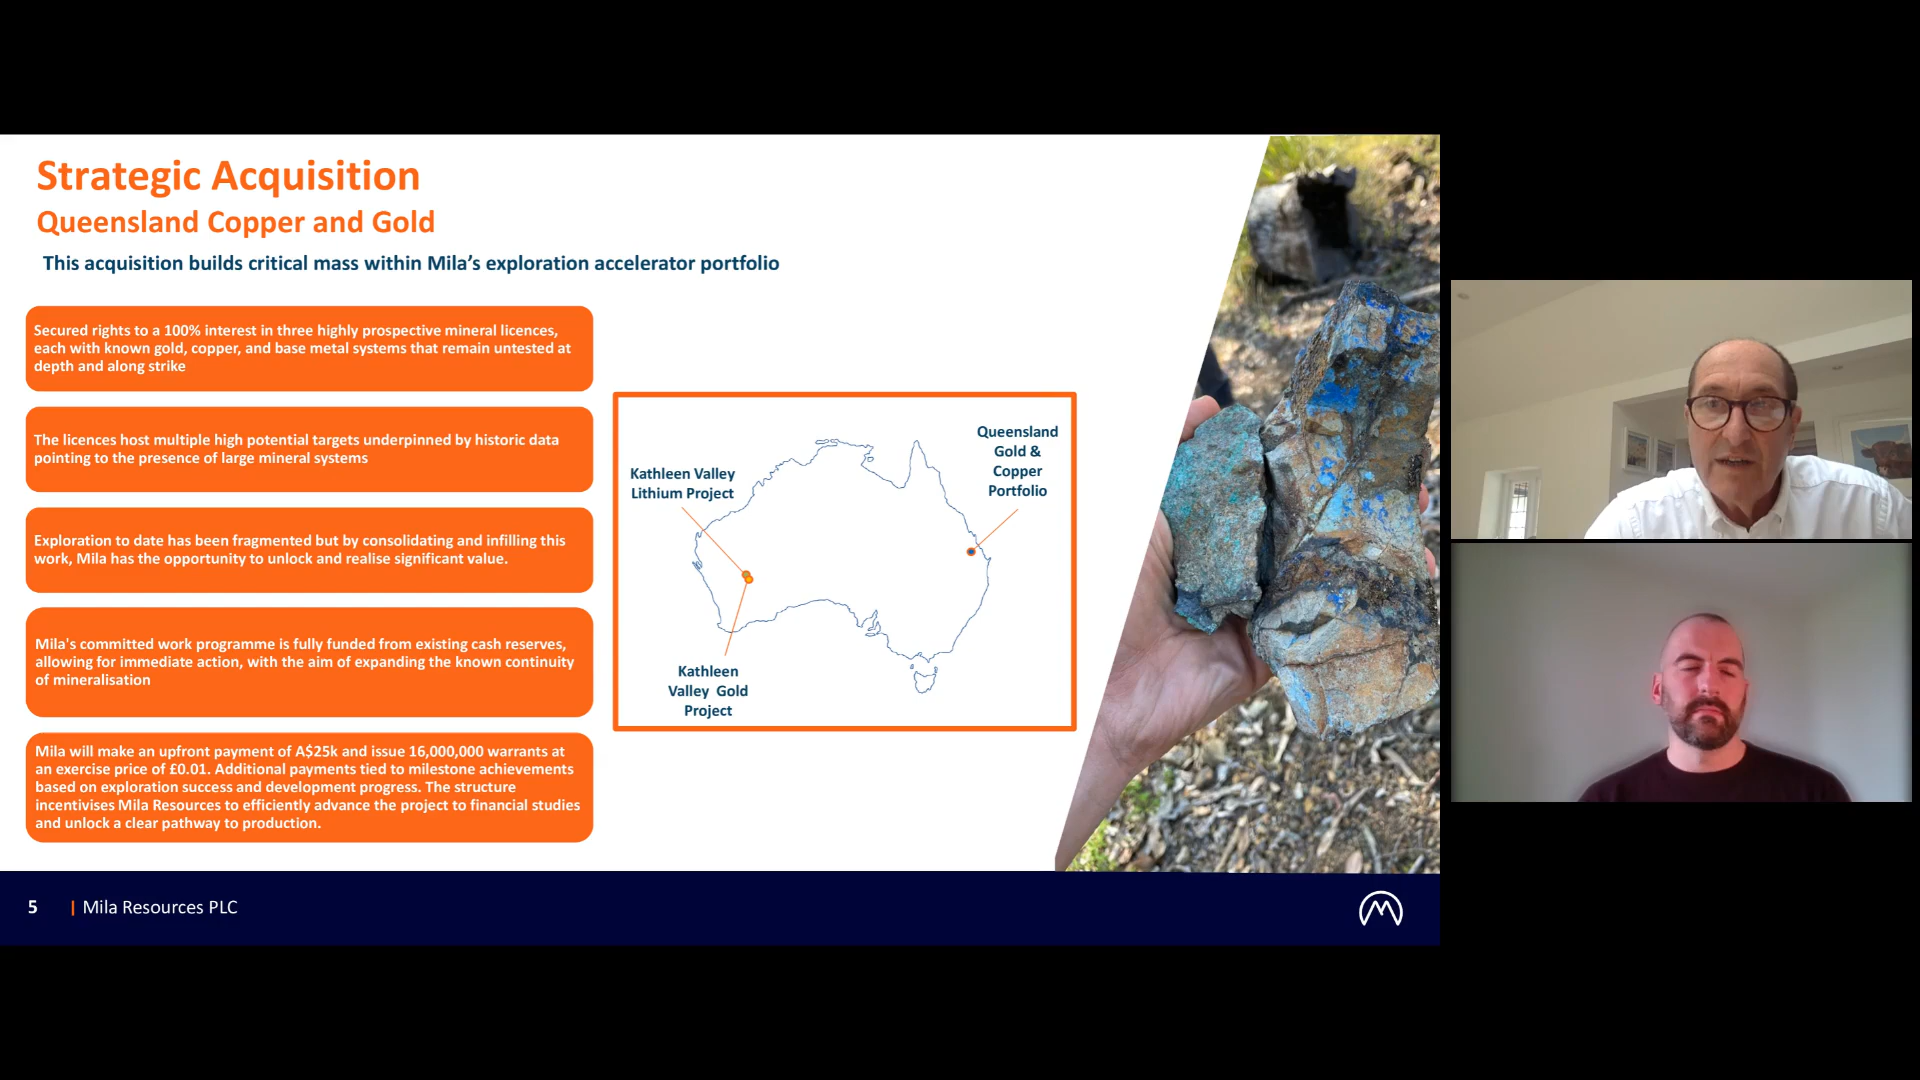 Strategic Acquisition
Queensland Copper and Gold
This acquisition builds critical mass within Mila’s exploration accelerator portfolio
Secured rights to a 100% interest in three highly prospective mineral licences,
each with known gold, copper, and base metal systems that remain untested at
depth and along strike
The licences host multiple high potential targets underpinned by historic data
pointing to the presence of large mineral systems
Exploration to date has been fragmented but by consolidating and infilling this
work, Mila has the opportunity to unlock and realise significant value.
Mila's committed work programme is fully funded from existing cash reserves,
allowing for immediate action, with the aim of expanding the known continuity
of mineralisation
Mila will make an upfront payment of A$25k and issue 16,000,000 warrants at
an exercise price of £0.01. Additional payments tied to milestone achievements
based on exploration success and development progress. The structure
incentivises Mila Resources to efficiently advance the project to financial studies
and unlock a clear pathway to production.
Kathleen Valley
Lithium Project
Queensland
Gold &
Copper
Portfolio
Kathleen
Valley Gold
Project
5 | Mila Resources PLC